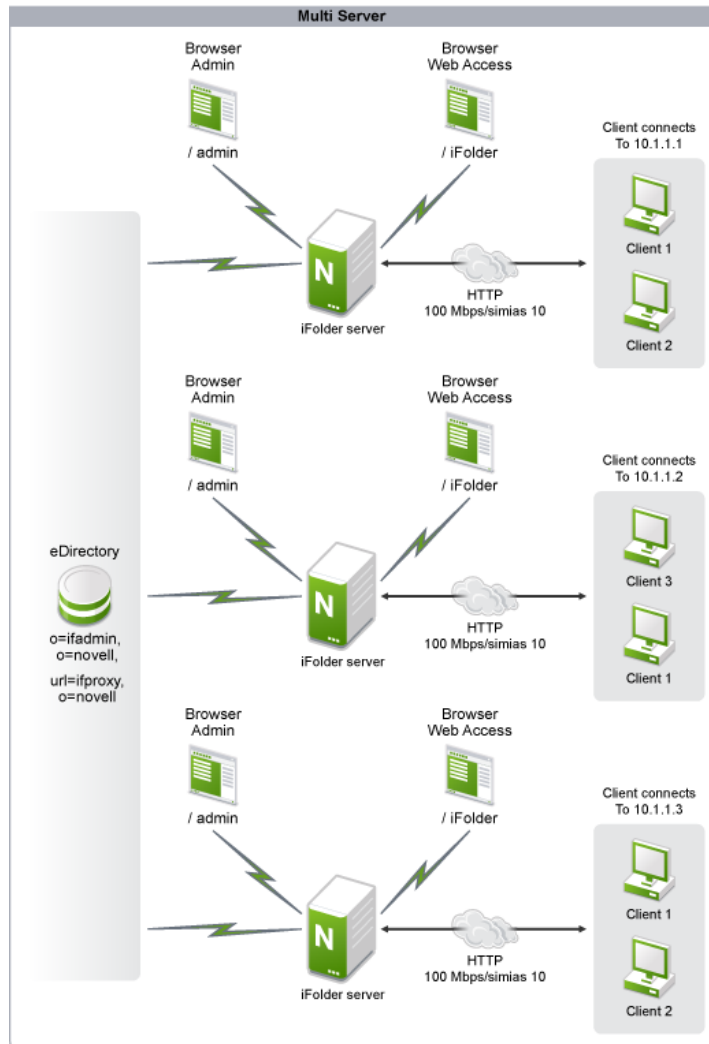 Multi Server
Browser
Admin
/ admin
Browser
Web Access
/ iFolder
Client connects
To 10.1.1.1
Client 1
Client 2
N
iFolder server
HTTP
100 Mbps/simias 10
Browser
Admin
/ admin
Browser
Web Access
/ iFolder
Client connects
To 10.1.1.2
Client 3
Client 1
N
iFolder server
HTTP
100 Mbps/simias 10
eDirectory
o=ifadmin,
o=novell,
url=ifproxy,
o=novell
Browser
Admin
/ admin
Browser
Web Access
/ iFolder
Client connects
To 10.1.1.3
Client 1
Client 2
N
iFolder server
HTTP
100 Mbps/simias 10